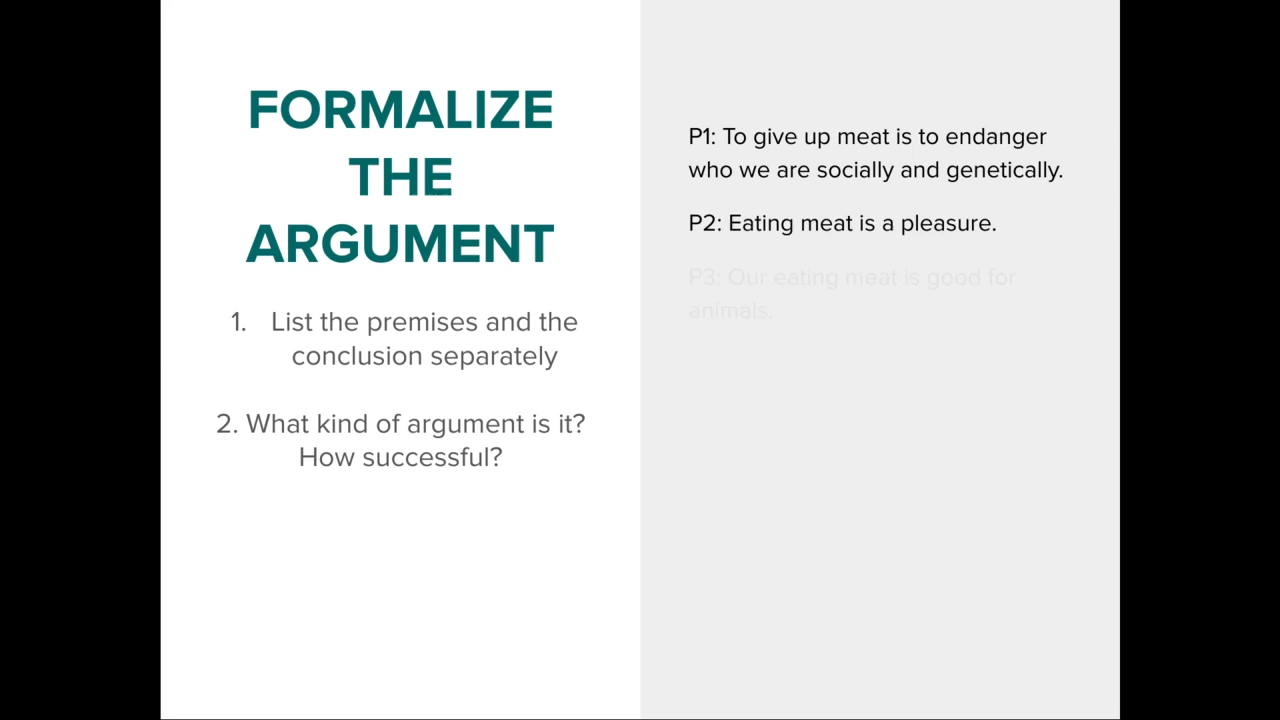 FORMALIZE
THE
ARGUMENT
1. List the premises and the
conclusion separately
2. What kind of argument is it?
How successful?
P1: To give up meat is to endanger
who we are socially and genetically.
P2: Eating meat is a pleasure.
P3: Our eating meat is good for
animals.